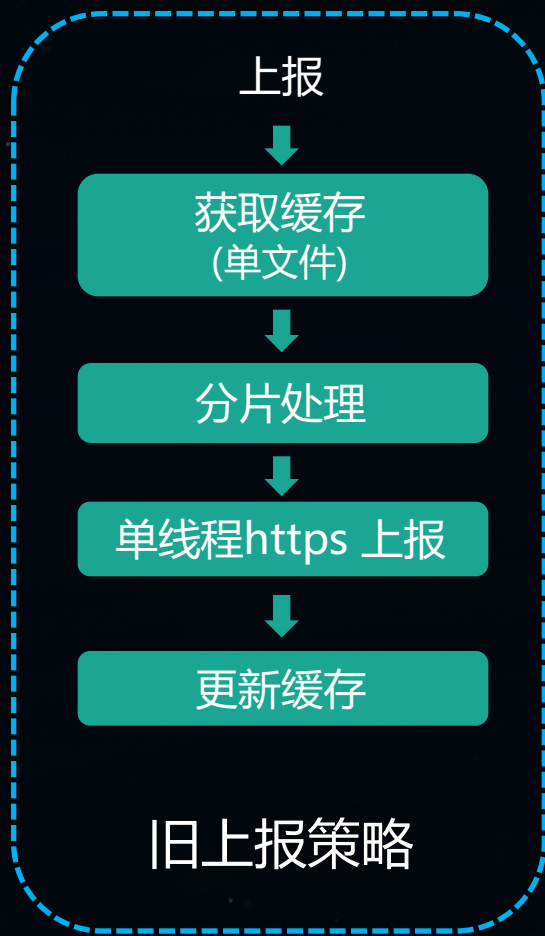 上报
获取缓存
(单文件)
分片处理
单线程https 上报
更新缓存
旧上报策略